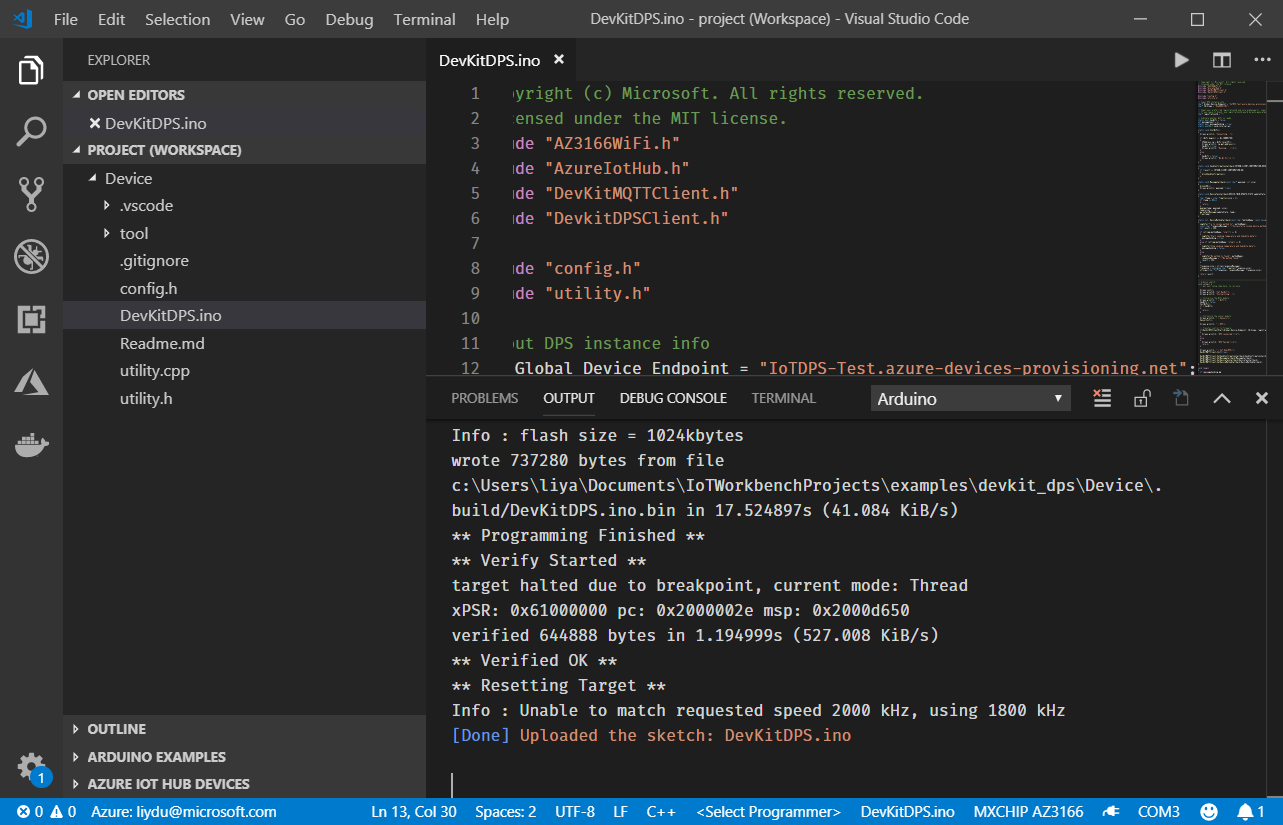 File Edit Selection View Go Debug Terminal Help DevKitDPS.ino - project (Workspace) - Visual Studio Code
EXPLORER
OPEN EDITORS
DevKitDPS.ino
PROJECT (WORKSPACE)
Device
.vscode
tool
.gitignore
config.h
DevKitDPS.ino
Readme.md
utility.cpp
utility.h
OUTLINE
ARDUINO EXAMPLES
AZURE IOT HUB DEVICES
1
DevKitDPS.ino
1 pyright (c) Microsoft. All rights reserved.
2 ensed under the MIT license.
3 ude "AZ3166WiFi.h"
4 ude "AzureIotHub.h"
5 ude "DevKitMQTTClient.h"
6 ude "DevkitDPSClient.h"
7
8 ude "config.h"
9 ude "utility.h"
10
11 out DPS instance info
12 Global_Device_Endpoint = "IoTDPS-Test.azure-devices-provisioning.net";
PROBLEMS OUTPUT DEBUG CONSOLE TERMINAL Arduino
Info : flash size = 1024kbytes
wrote 737280 bytes from file
c:\Users\liya\Documents\IoTWorkbenchProjects\examples\devkit_dps\Device\.
build/DevKitDPS.ino.bin in 17.524897s (41.084 KiB/s)
** Programming Finished **
** Verify Started **
target halted due to breakpoint, current mode: Thread
xPSR: 0x61000000 pc: 0x2000002e msp: 0x2000d650
verified 644888 bytes in 1.194999s (527.008 KiB/s)
** Verified OK **
** Resetting Target **
Info : Unable to match requested speed 2000 kHz, using 1800 kHz
[Done] Uploaded the sketch: DevKitDPS.ino
0 0 Azure: liydu@microsoft.com Ln 13, Col 30 Spaces: 2 UTF-8 LF C++ <Select Programmer> DevKitDPS.ino MXCHIP AZ3166 COM3 1